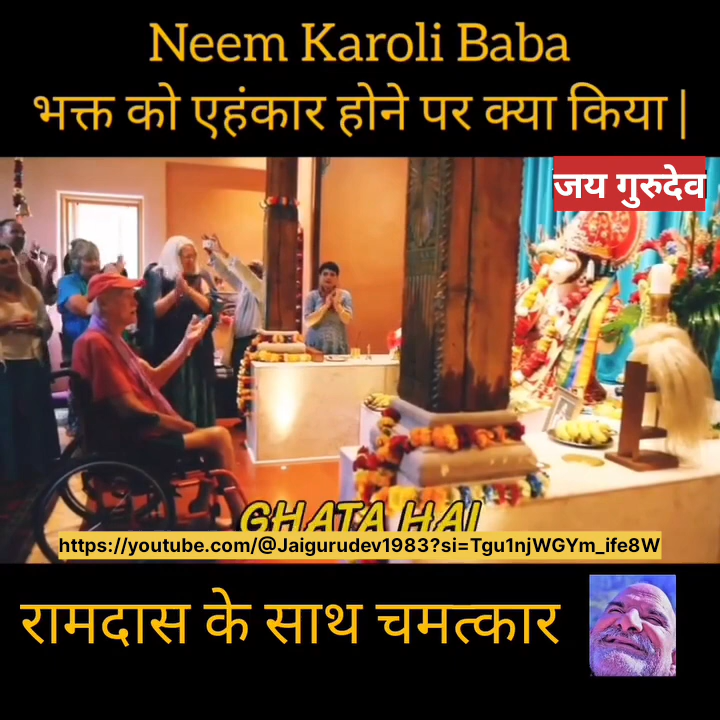 Neem Karoli Baba
भक्त को एहंकार होने पर क्या किया |
जय गुरुदेव
GHATA HAI
https://youtube.com/@Jaigurudev1983?si=Tgu1njWGYm_ife8W
रामदास के साथ चमत्कार